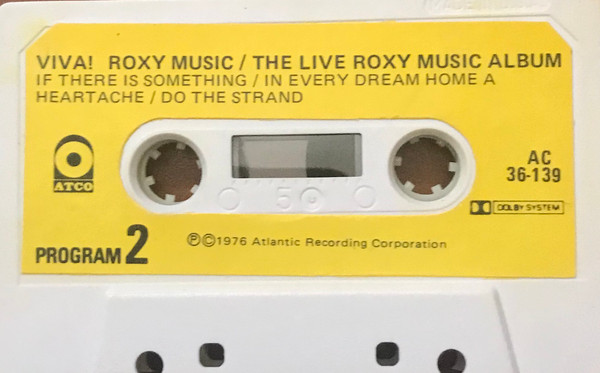 VIVA! ROXY MUSIC / THE LIVE ROXY MUSIC ALBUM
IF THERE IS SOMETHING / IN EVERY DREAM HOME A
HEARTACHE / DO THE STRAND
ATCO
AC
36-139
50
DOLBY SYSTEM
PROGRAM 2
℗©1976 Atlantic Recording Corporation